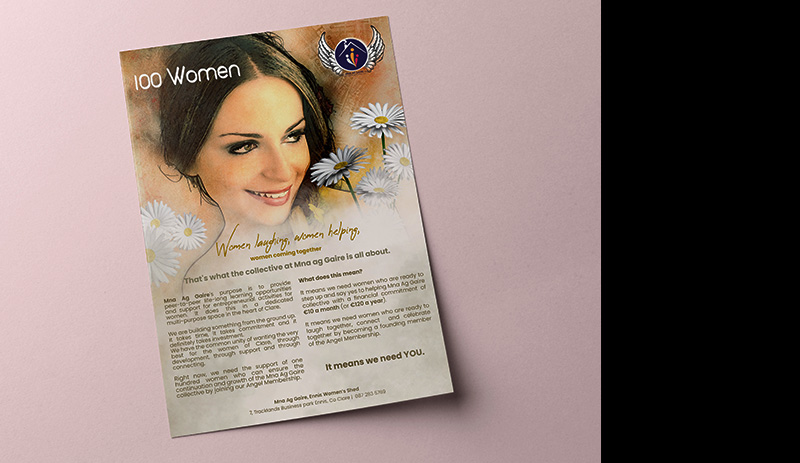 100 Women
Women laughing, women helping,
women coming together
That's what the collective at Mna ag Gaire is all about.
Mna Ag Gaire's purpose is to provide
peer-to-peer life-long learning opportunities
and support for entrepreneurial activities for
women. It does this in a dedicated
multi-purpose space in the heart of Clare.
We are building something from the ground up,
it takes time, it takes commitment and it
definitely takes investment.
We have the common unity of wanting the very
best for the women of Clare, through
development, through support and through
connecting.
Right now, we need the support of one
hundred women who can ensure the
continuation and growth of the Mna Ag Gaire
collective by joining our Angel Membership.
What does this mean?
It means we need women who are ready to
step up and say yes to helping Mna Ag Gaire
collective with a financial commitment of
€10 a month (or €120 a year).
It means we need women who are ready to
laugh together, connect and celebrate
together by becoming a founding member
of the Angel Membership.
It means we need YOU.
Mna Ag Gaire, Ennis Women's Shed
7, Tracklands Business park Ennis, Co Clare | 087 283 5769